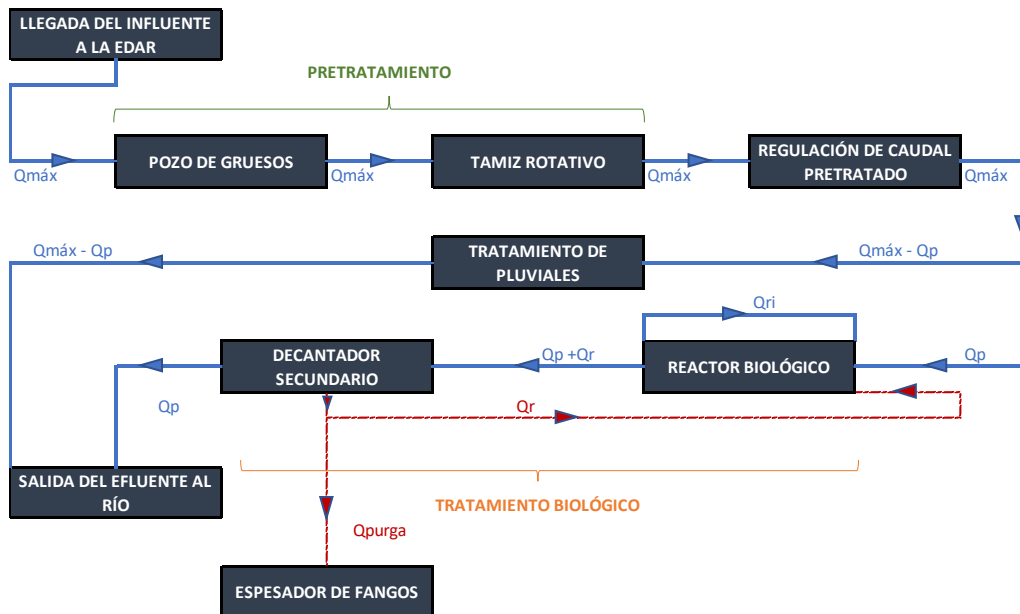 LLEGADA DEL INFLUENTE
A LA EDAR
PRETRATAMIENTO
POZO DE GRUESOS
TAMIZ ROTATIVO
REGULACIÓN DE CAUDAL
PRETRATADO
Qmáx
Qmáx
Qmáx
Qmáx
Qmáx - Qp
TRATAMIENTO DE
PLUVIALES
Qmáx - Qp
Qri
DECANTADOR
SECUNDARIO
Qp +Qr
REACTOR BIOLÓGICO
Qp
Qp
Qr
SALIDA DEL EFLUENTE AL
RÍO
TRATAMIENTO BIOLÓGICO
Qpurga
ESPESADOR DE FANGOS